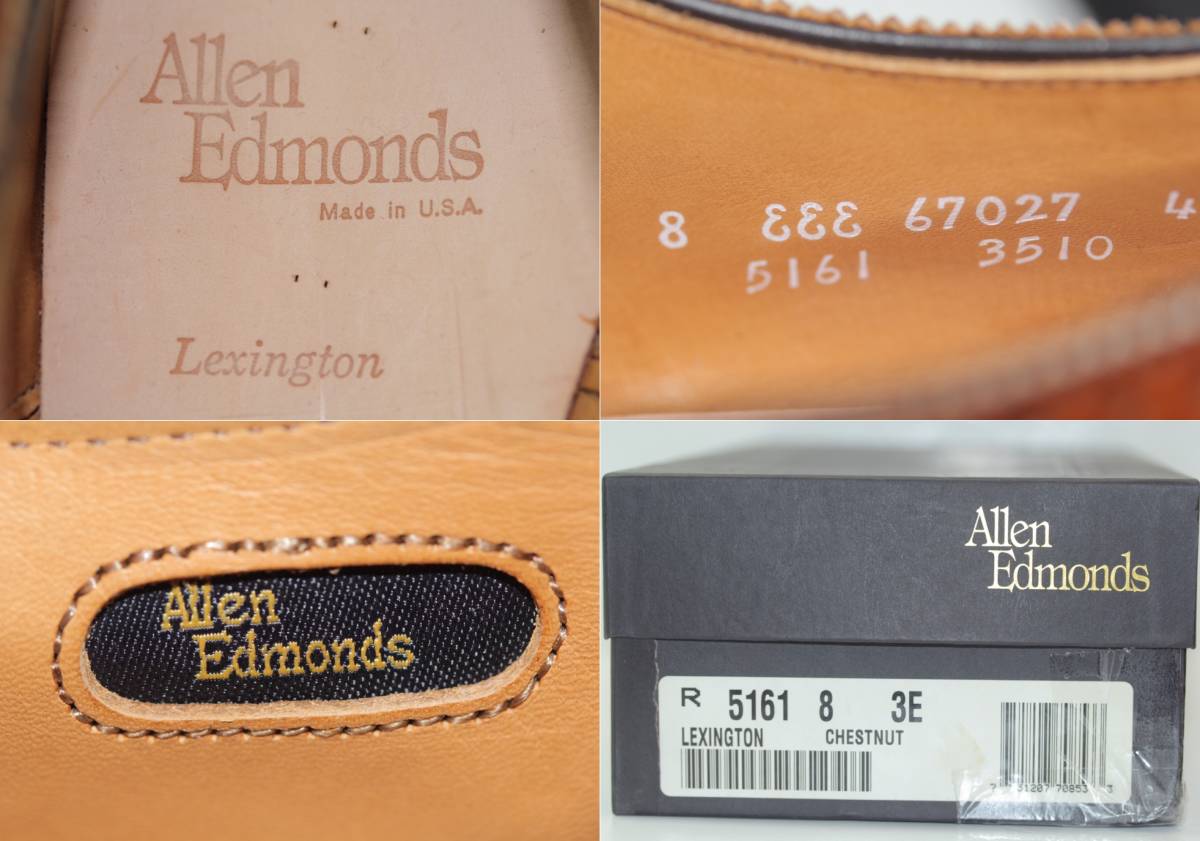 Allen
Edmonds
Made in U.S.A.
Lexington
8 EEE 67027 4
5161 3510
Allen
Edmonds
Allen
Edmonds
R 5161 8 3E
LEXINGTON CHESTNUT